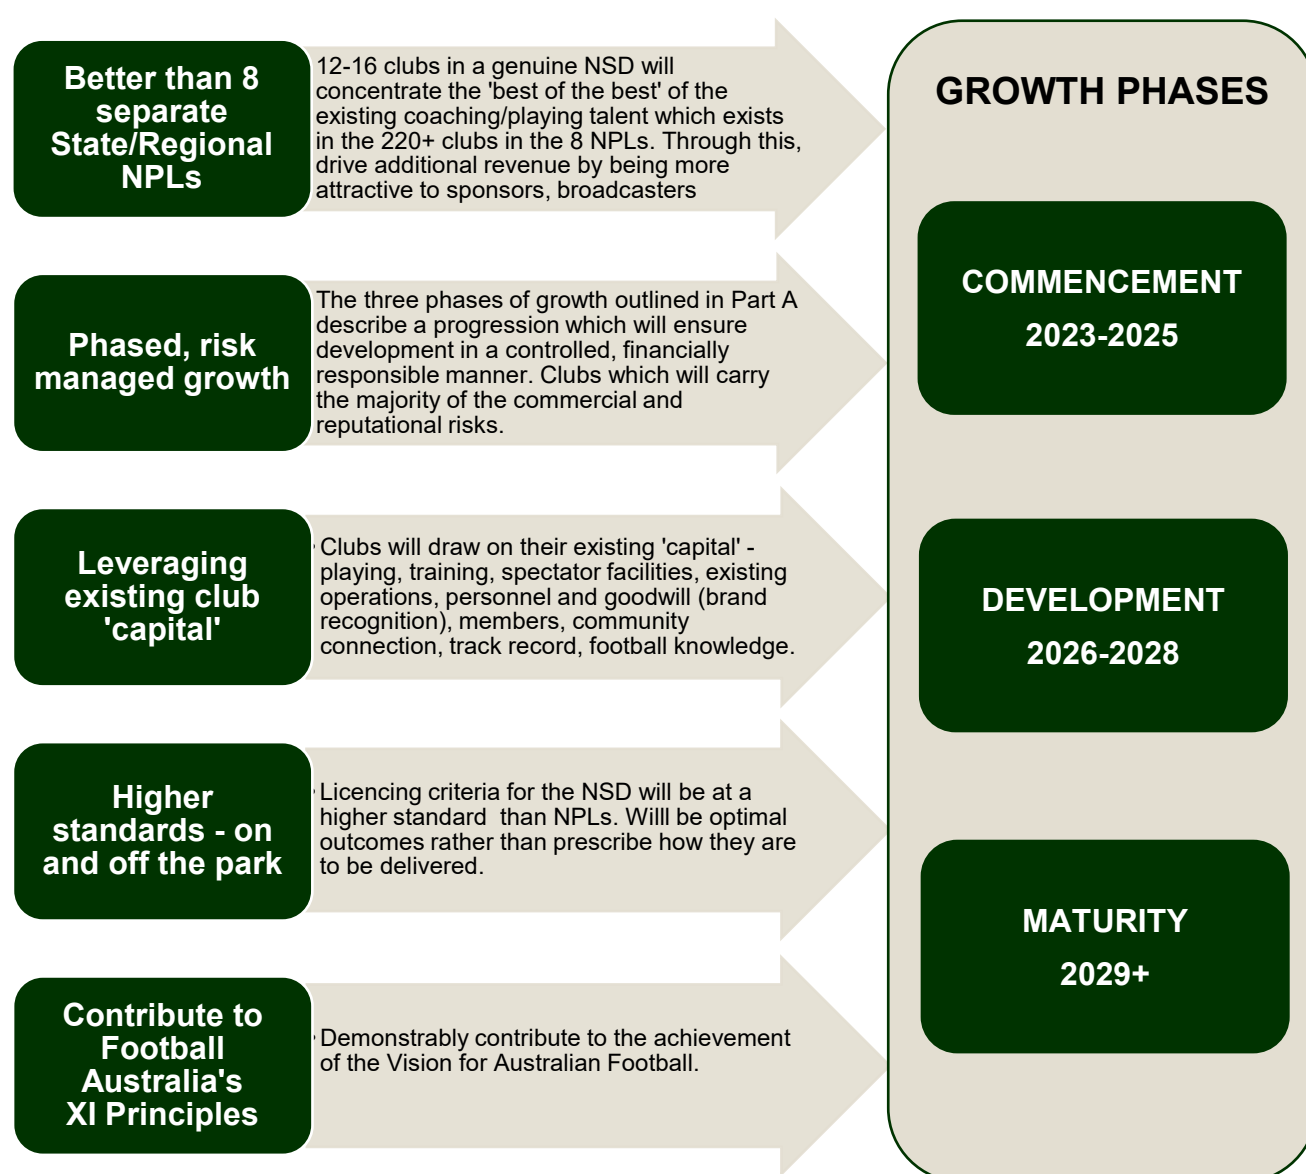 Better than 8
separate
State/Regional
NPLs
12-16 clubs in a genuine NSD will
concentrate the 'best of the best' of the
existing coaching/playing talent which exists
in the 220+ clubs in the 8 NPLs. Through this,
drive additional revenue by being more
attractive to sponsors, broadcasters
Phased, risk
managed growth
The three phases of growth outlined in Part A
describe a progression which will ensure
development in a controlled, financially
responsible manner. Clubs which will carry
the majority of the commercial and
reputational risks.
Leveraging
existing club
'capital'
Clubs will draw on their existing 'capital' -
playing, training, spectator facilities, existing
operations, personnel and goodwill (brand
recognition), members, community
connection, track record, football knowledge.
Higher
standards - on
and off the park
Licencing criteria for the NSD will be at a
higher standard  than NPLs. Willl be optimal
outcomes rather than prescribe how they are
to be delivered.
Contribute to
Football
Australia's
XI Principles
Demonstrably contribute to the achievement
of the Vision for Australian Football.
GROWTH PHASES
COMMENCEMENT
2023-2025
DEVELOPMENT
2026-2028
MATURITY
2029+